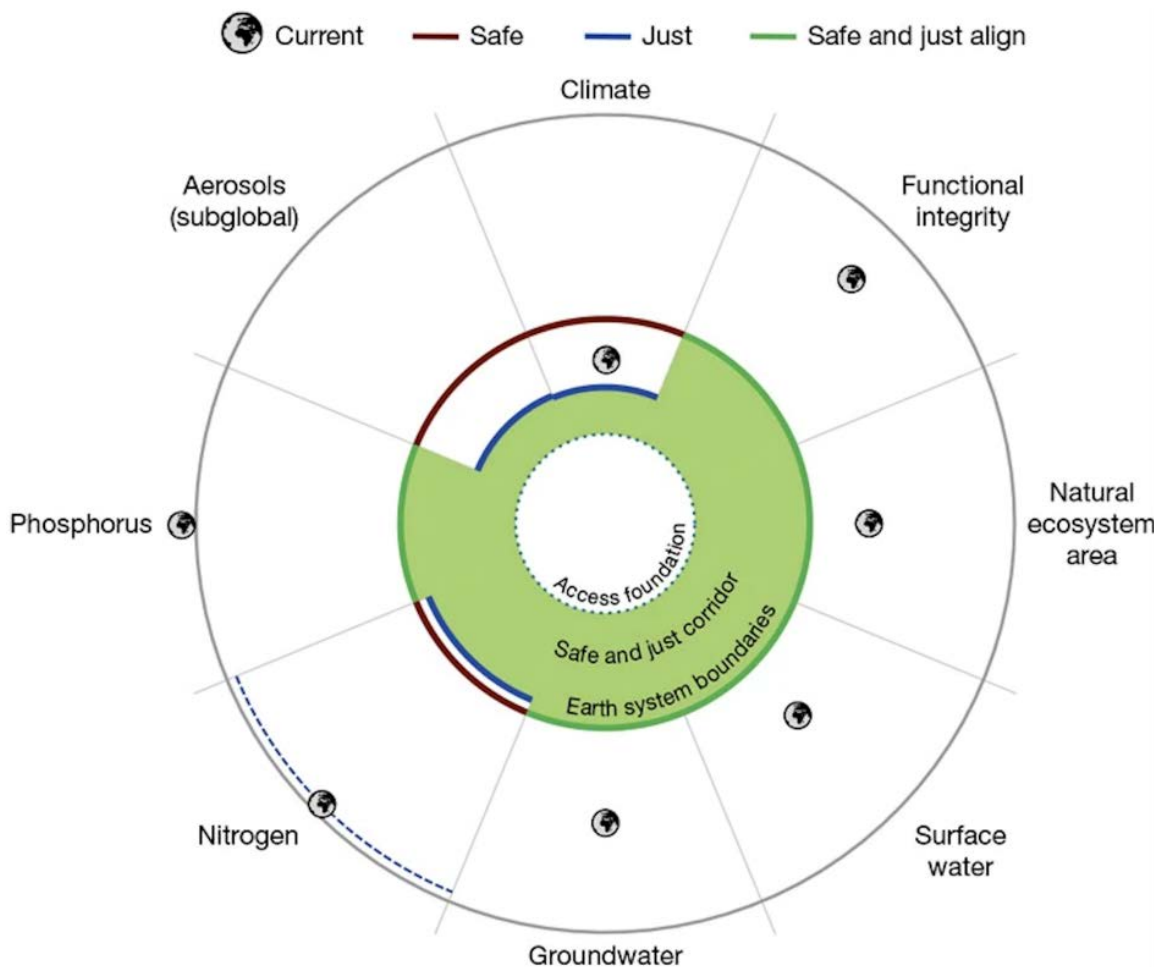 Current
Safe
Just
Safe and just align
Climate
Aerosols
(subglobal)
Functional
integrity
Phosphorus
Natural
ecosystem
area
Access foundation
Safe and just corridor
Earth system boundaries
Nitrogen
Surface
water
Groundwater